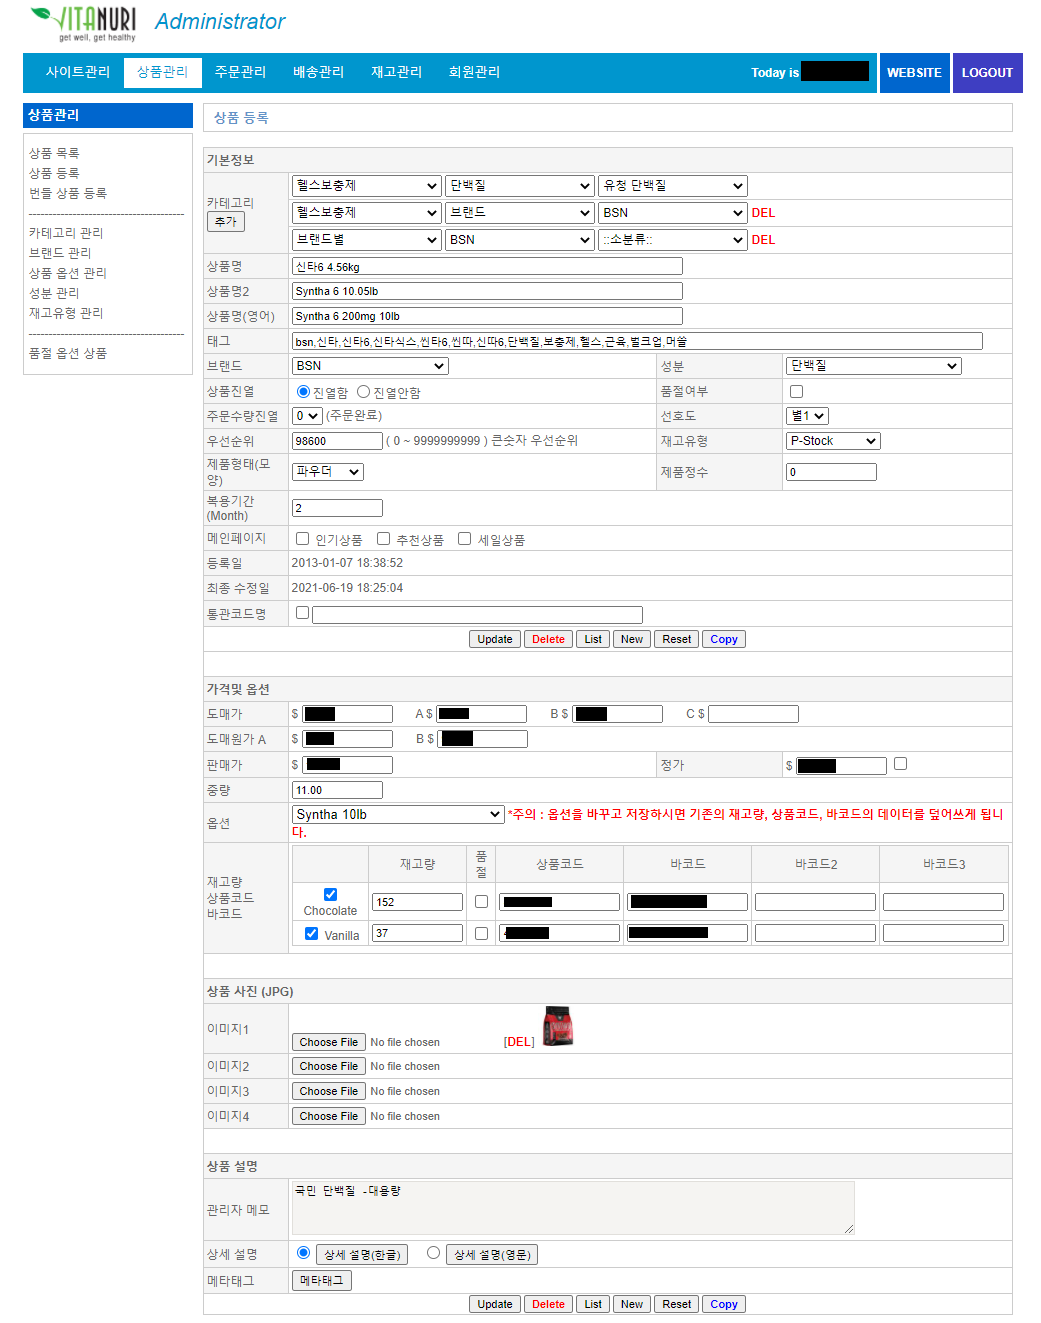 VITANURI Administrator
get well, get healthy
사이트관리 상품관리 주문관리 배송관리 재고관리 회원관리 Today is WEBSITE LOGOUT
상품관리
상품 목록
상품 등록
번들 상품 등록
카테고리 관리
브랜드 관리
상품 옵션 관리
성분 관리
재고유형 관리
품절 옵션 상품
상품 등록
기본정보
카테고리 추가
헬스보충제 단백질 유청 단백질
헬스보충제 브랜드 BSN DEL
브랜드별 BSN ::소분류:: DEL
상품명 신타6 4.56kg
상품명2 Syntha 6 10.05lb
상품명(영어) Syntha 6 200mg 10lb
태그 bsn,신타,신타6,신타식스,씬타6,씬따,신따6,단백질,보충제,헬스,근육,벌크업,머쓸
브랜드 BSN 성분 단백질
상품진열 진열함 진열안함 품절여부
주문수량진열 0 (주문완료) 선호도 별1
우선순위 98600 ( 0 ~ 9999999999 ) 큰숫자 우선순위 재고유형 P-Stock
제품형태(모양) 파우더 제품정수 0
복용기간 (Month) 2
메인페이지 인기상품 추천상품 세일상품
등록일 2013-01-07 18:38:52
최종 수정일 2021-06-19 18:25:04
통관코드명
Update Delete List New Reset Copy
가격및 옵션
도매가 $ A $ B $ C $
도매원가 A $ B $
판매가 $ 정가 $
중량 11.00
옵션 Syntha 10lb *주의 : 옵션을 바꾸고 저장하시면 기존의 재고량, 상품코드, 바코드의 데이터를 덮어쓰게 됩니다.
재고량
상품코드
바코드
재고량 품절 상품코드 바코드 바코드2 바코드3
Chocolate 152
Vanilla 37
상품 사진 (JPG)
이미지1 Choose File No file chosen [DEL]
이미지2 Choose File No file chosen
이미지3 Choose File No file chosen
이미지4 Choose File No file chosen
상품 설명
관리자 메모 국민 단백질 -대용량
상세 설명 상세 설명(한글) 상세 설명(영문)
메타태그 메타태그
Update Delete List New Reset Copy